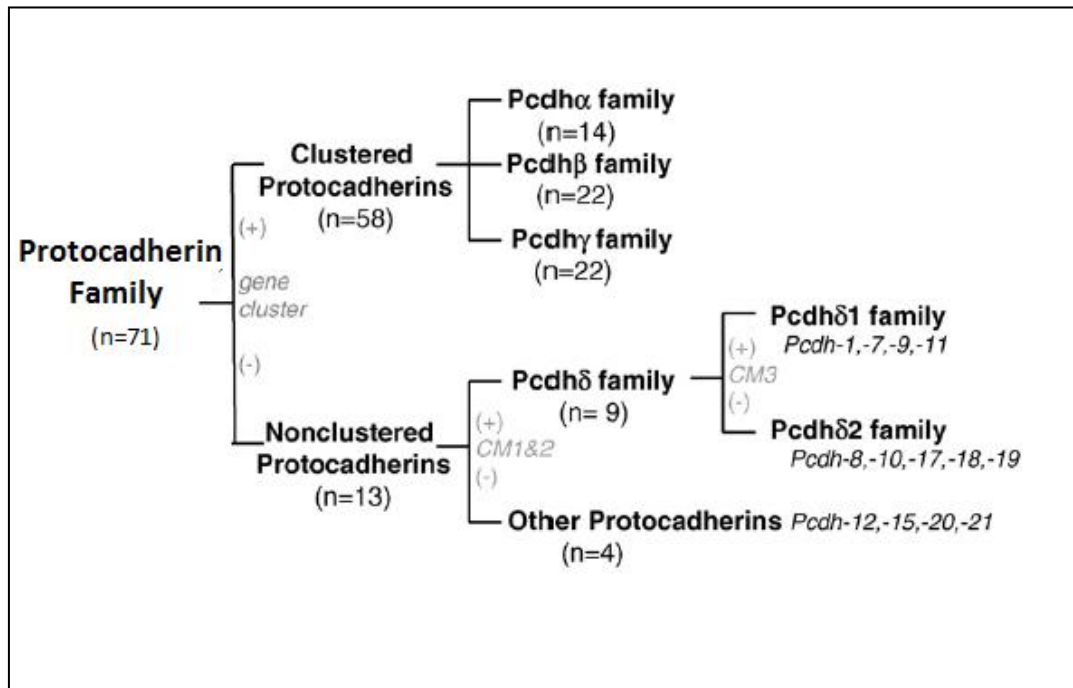 Protocadherin
Family
(n=71)
(+)
gene
cluster
(-)
Clustered
Protocadherins
(n=58)
Pcdhα family
(n=14)
Pcdhβ family
(n=22)
Pcdhγ family
(n=22)
Nonclustered
Protocadherins
(n=13)
(+)
CM1&2
(-)
Pcdhδ family
(n= 9)
(+)
CM3
(-)
Pcdhδ1 family
Pcdh-1,-7,-9,-11
Pcdhδ2 family
Pcdh-8,-10,-17,-18,-19
Other Protocadherins Pcdh-12,-15,-20,-21
(n=4)